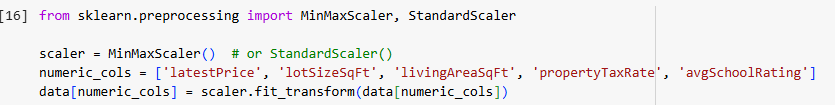 [16] from sklearn.preprocessing import MinMaxScaler, StandardScaler
scaler = MinMaxScaler()  # or StandardScaler()
numeric_cols = ['latestPrice', 'lotSizeSqFt', 'livingAreaSqFt', 'propertyTaxRate', 'avgSchoolRating']
data[numeric_cols] = scaler.fit_transform(data[numeric_cols])